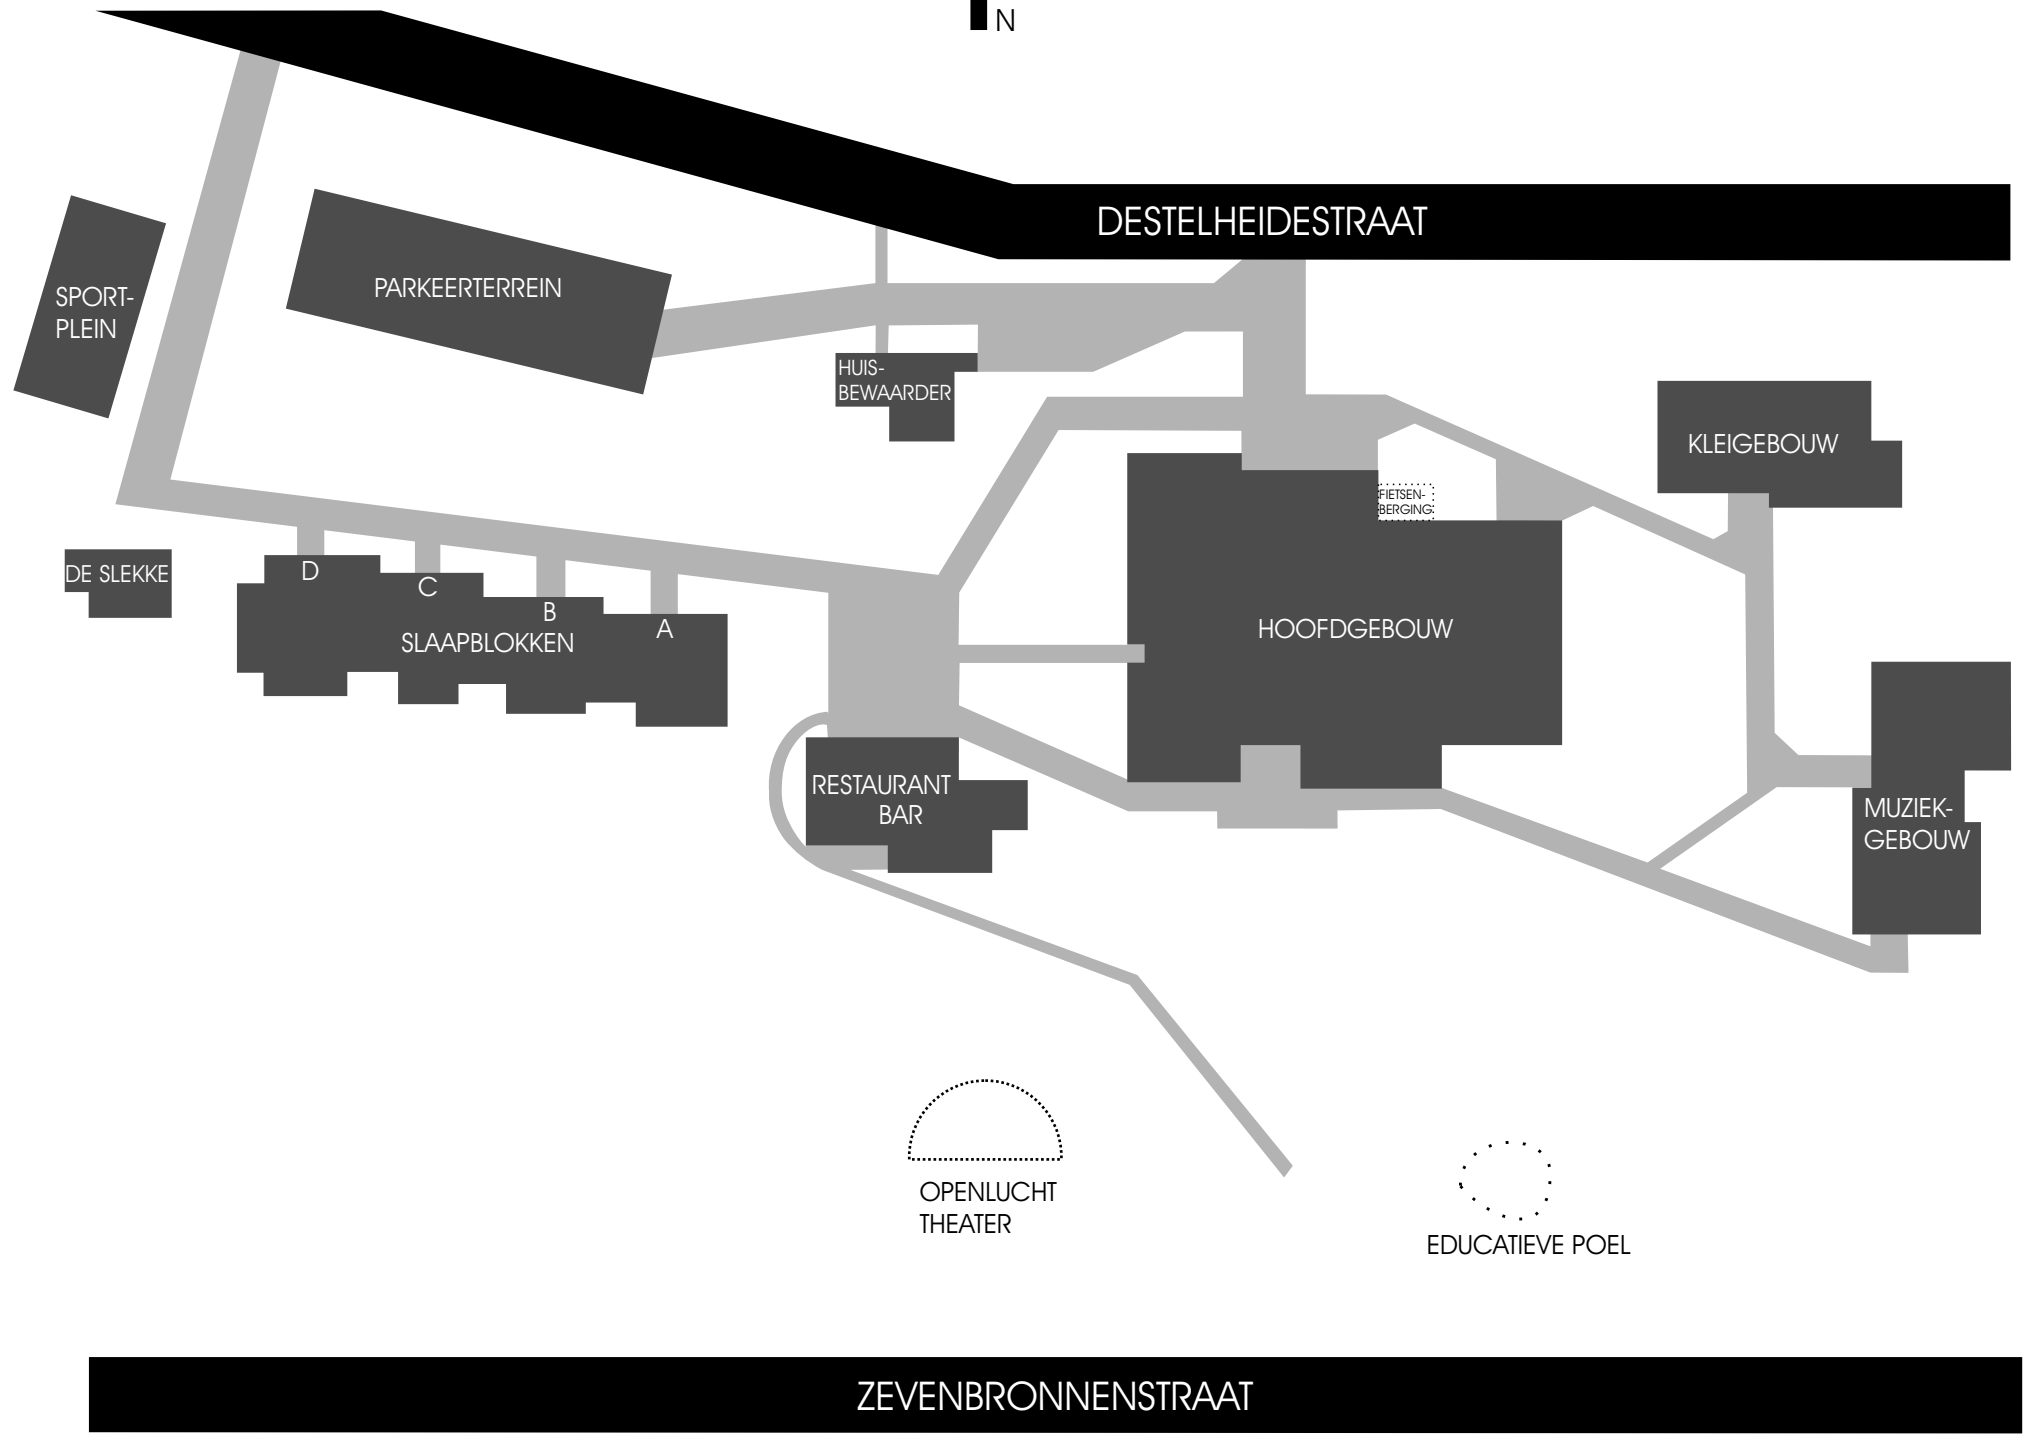 N
DESTELHEIDESTRAAT
PARKEERTERREIN
SPORT-
PLEIN
HUIS-
BEWAARDER
KLEIGEBOUW
FIETSEN-
BERGING
DE SLEKKE
D
C
B
A
SLAAPBLOKKEN
HOOFDGEBOUW
RESTAURANT
BAR
MUZIEK-
GEBOUW
OPENLUCHT
THEATER
EDUCATIEVE POEL
ZEVENBRONNENSTRAAT